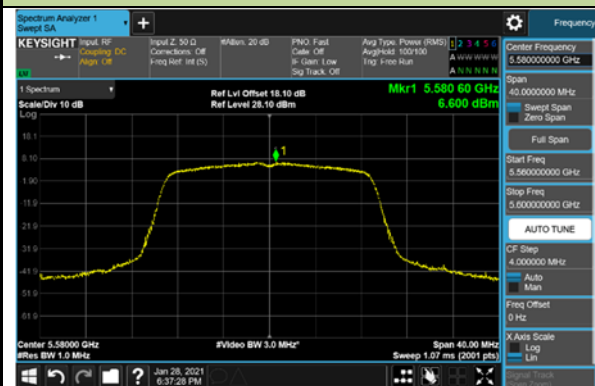 Spectrum Analyzer 1
Swept SA
Frequency
KEYSIGHT
Input: RF
Coupling: DC
Align: Off
Input Z: 50 Ω
Corrections: Off
Freq Ref: Int (S)
#Atten: 20 dB
PNO: Fast
Gate: Off
IF Gain: Low
Sig Track: Off
Avg Type: Power (RMS)
Avg|Hold: 100/100
Trig: Free Run
1 2 3 4 5 6
A W W W W W
A N N N N N
1 Spectrum
Scale/Div 10 dB
Log
Ref Lvl Offset 18.10 dB
Ref Level 28.10 dBm
Mkr1 5.580 60 GHz
6.600 dBm
18.1
8.10
1
-1.90
-11.9
-21.9
-31.9
-41.9
-51.9
-61.9
Center 5.58000 GHz
#Res BW 1.0 MHz
#Video BW 3.0 MHz*
Span 40.00 MHz
Sweep 1.07 ms (2001 pts)
Center Frequency
5.580000000 GHz
Span
40.0000000 MHz
Swept Span
Zero Span
Full Span
Start Freq
5.560000000 GHz
Stop Freq
5.600000000 GHz
AUTO TUNE
CF Step
4.000000 MHz
Auto
Man
Freq Offset
0 Hz
X Axis Scale
Log
Lin
Signal Track
Jan 28, 2021
6:37:28 PM